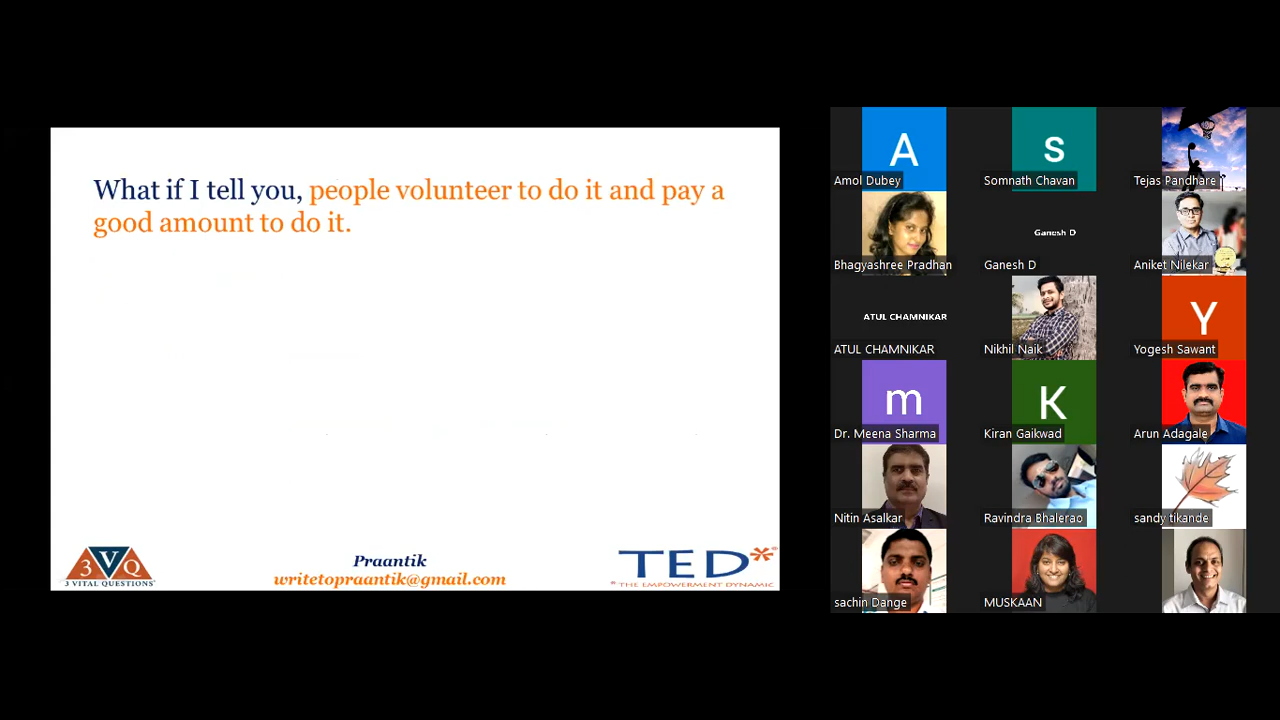 What if I tell you, people volunteer to do it and pay a
good amount to do it.
3VQ
3 VITAL QUESTIONS
Praantik
writetopraantik@gmail.com
TED*
* THE EMPOWERMENT DYNAMIC
A
Amol Dubey
s
Somnath Chavan
Tejas Pandhare
Bhagyashree Pradhan
Ganesh D
Ganesh D
Aniket Nilekar
ATUL CHAMNIKAR
ATUL CHAMNIKAR
Nikhil Naik
Y
Yogesh Sawant
m
Dr. Meena Sharma
K
Kiran Gaikwad
Arun Adagale
Nitin Asalkar
Ravindra Bhalerao
sandy tikande
sachin Dange
MUSKAAN